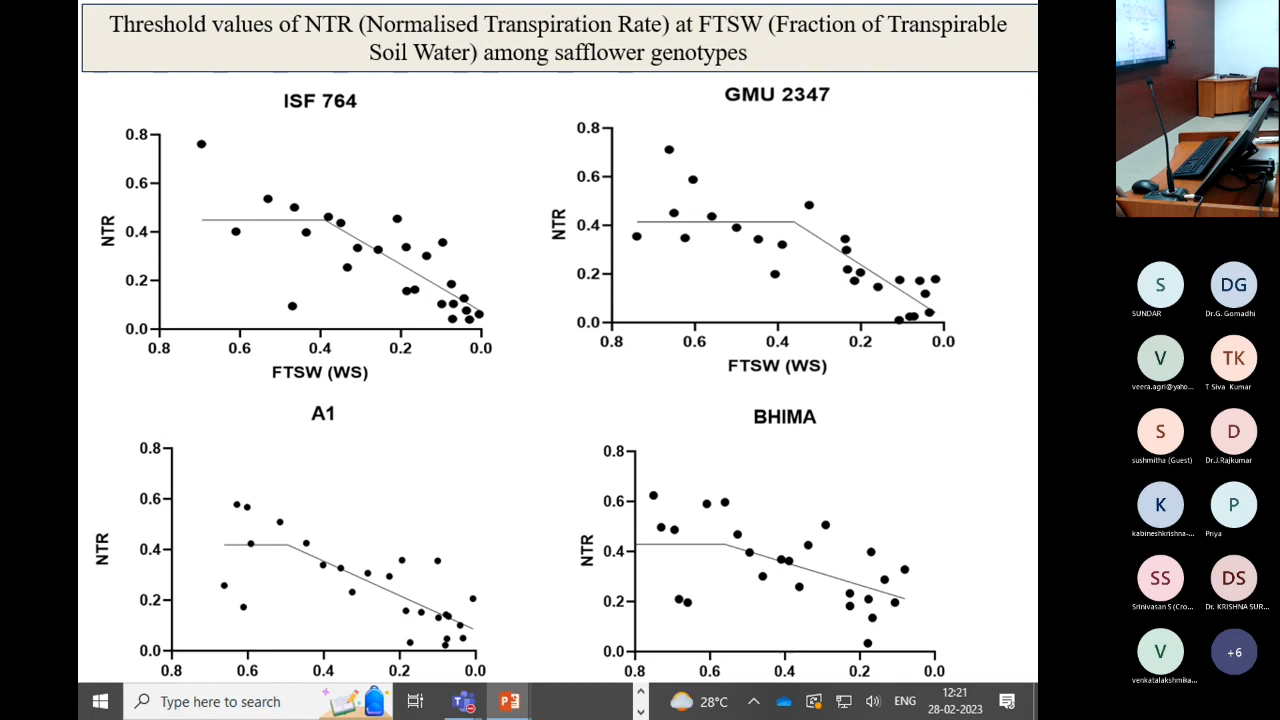 Threshold values of NTR (Normalised Transpiration Rate) at FTSW (Fraction of Transpirable
Soil Water) among safflower genotypes
ISF 764
0.8
0.6
0.4
0.2
0.0
NTR
0.8 0.6 0.4 0.2 0.0
FTSW (WS)
GMU 2347
0.8
0.6
0.4
0.2
0.0
NTR
0.8 0.6 0.4 0.2 0.0
FTSW (WS)
A1
0.8
0.6
0.4
0.2
0.0
NTR
0.8 0.6 0.4 0.2 0.0
BHIMA
0.8
0.6
0.4
0.2
0.0
NTR
0.8 0.6 0.4 0.2 0.0
S
SUNDAR
DG
Dr.G. Gomadhi
V
veera.agri@yaho...
TK
T Siva Kumar
S
sushmitha (Guest)
D
Dr.J.Rajkumar
K
kabineshkrishna-...
P
Priya
SS
Srinivasan S (Cro...
DS
Dr. KRISHNA SUR...
V
venkatalakshmika...
+6
Type here to search
28°C
ENG
12:21
28-02-2023